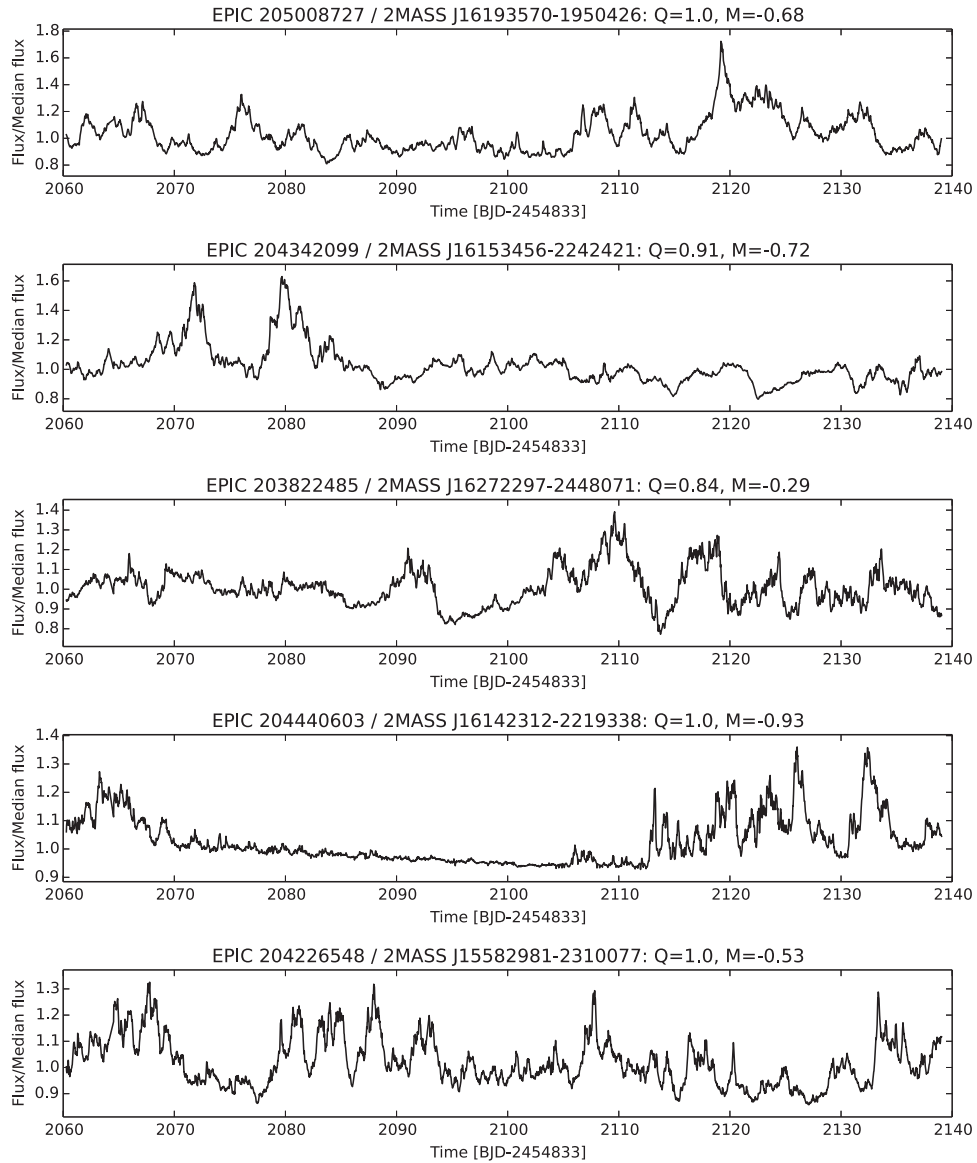 EPIC 205008727 / 2MASS J16193570-1950426: Q=1.0, M=-0.68
Flux/Median flux
1.8
1.6
1.4
1.2
1.0
0.8
2060 2070 2080 2090 2100 2110 2120 2130 2140
Time [BJD-2454833]
EPIC 204342099 / 2MASS J16153456-2242421: Q=0.91, M=-0.72
Flux/Median flux
1.6
1.4
1.2
1.0
0.8
2060 2070 2080 2090 2100 2110 2120 2130 2140
Time [BJD-2454833]
EPIC 203822485 / 2MASS J16272297-2448071: Q=0.84, M=-0.29
Flux/Median flux
1.4
1.3
1.2
1.1
1.0
0.9
0.8
2060 2070 2080 2090 2100 2110 2120 2130 2140
Time [BJD-2454833]
EPIC 204440603 / 2MASS J16142312-2219338: Q=1.0, M=-0.93
Flux/Median flux
1.4
1.3
1.2
1.1
1.0
0.9
2060 2070 2080 2090 2100 2110 2120 2130 2140
Time [BJD-2454833]
EPIC 204226548 / 2MASS J15582981-2310077: Q=1.0, M=-0.53
Flux/Median flux
1.3
1.2
1.1
1.0
0.9
2060 2070 2080 2090 2100 2110 2120 2130 2140
Time [BJD-2454833]